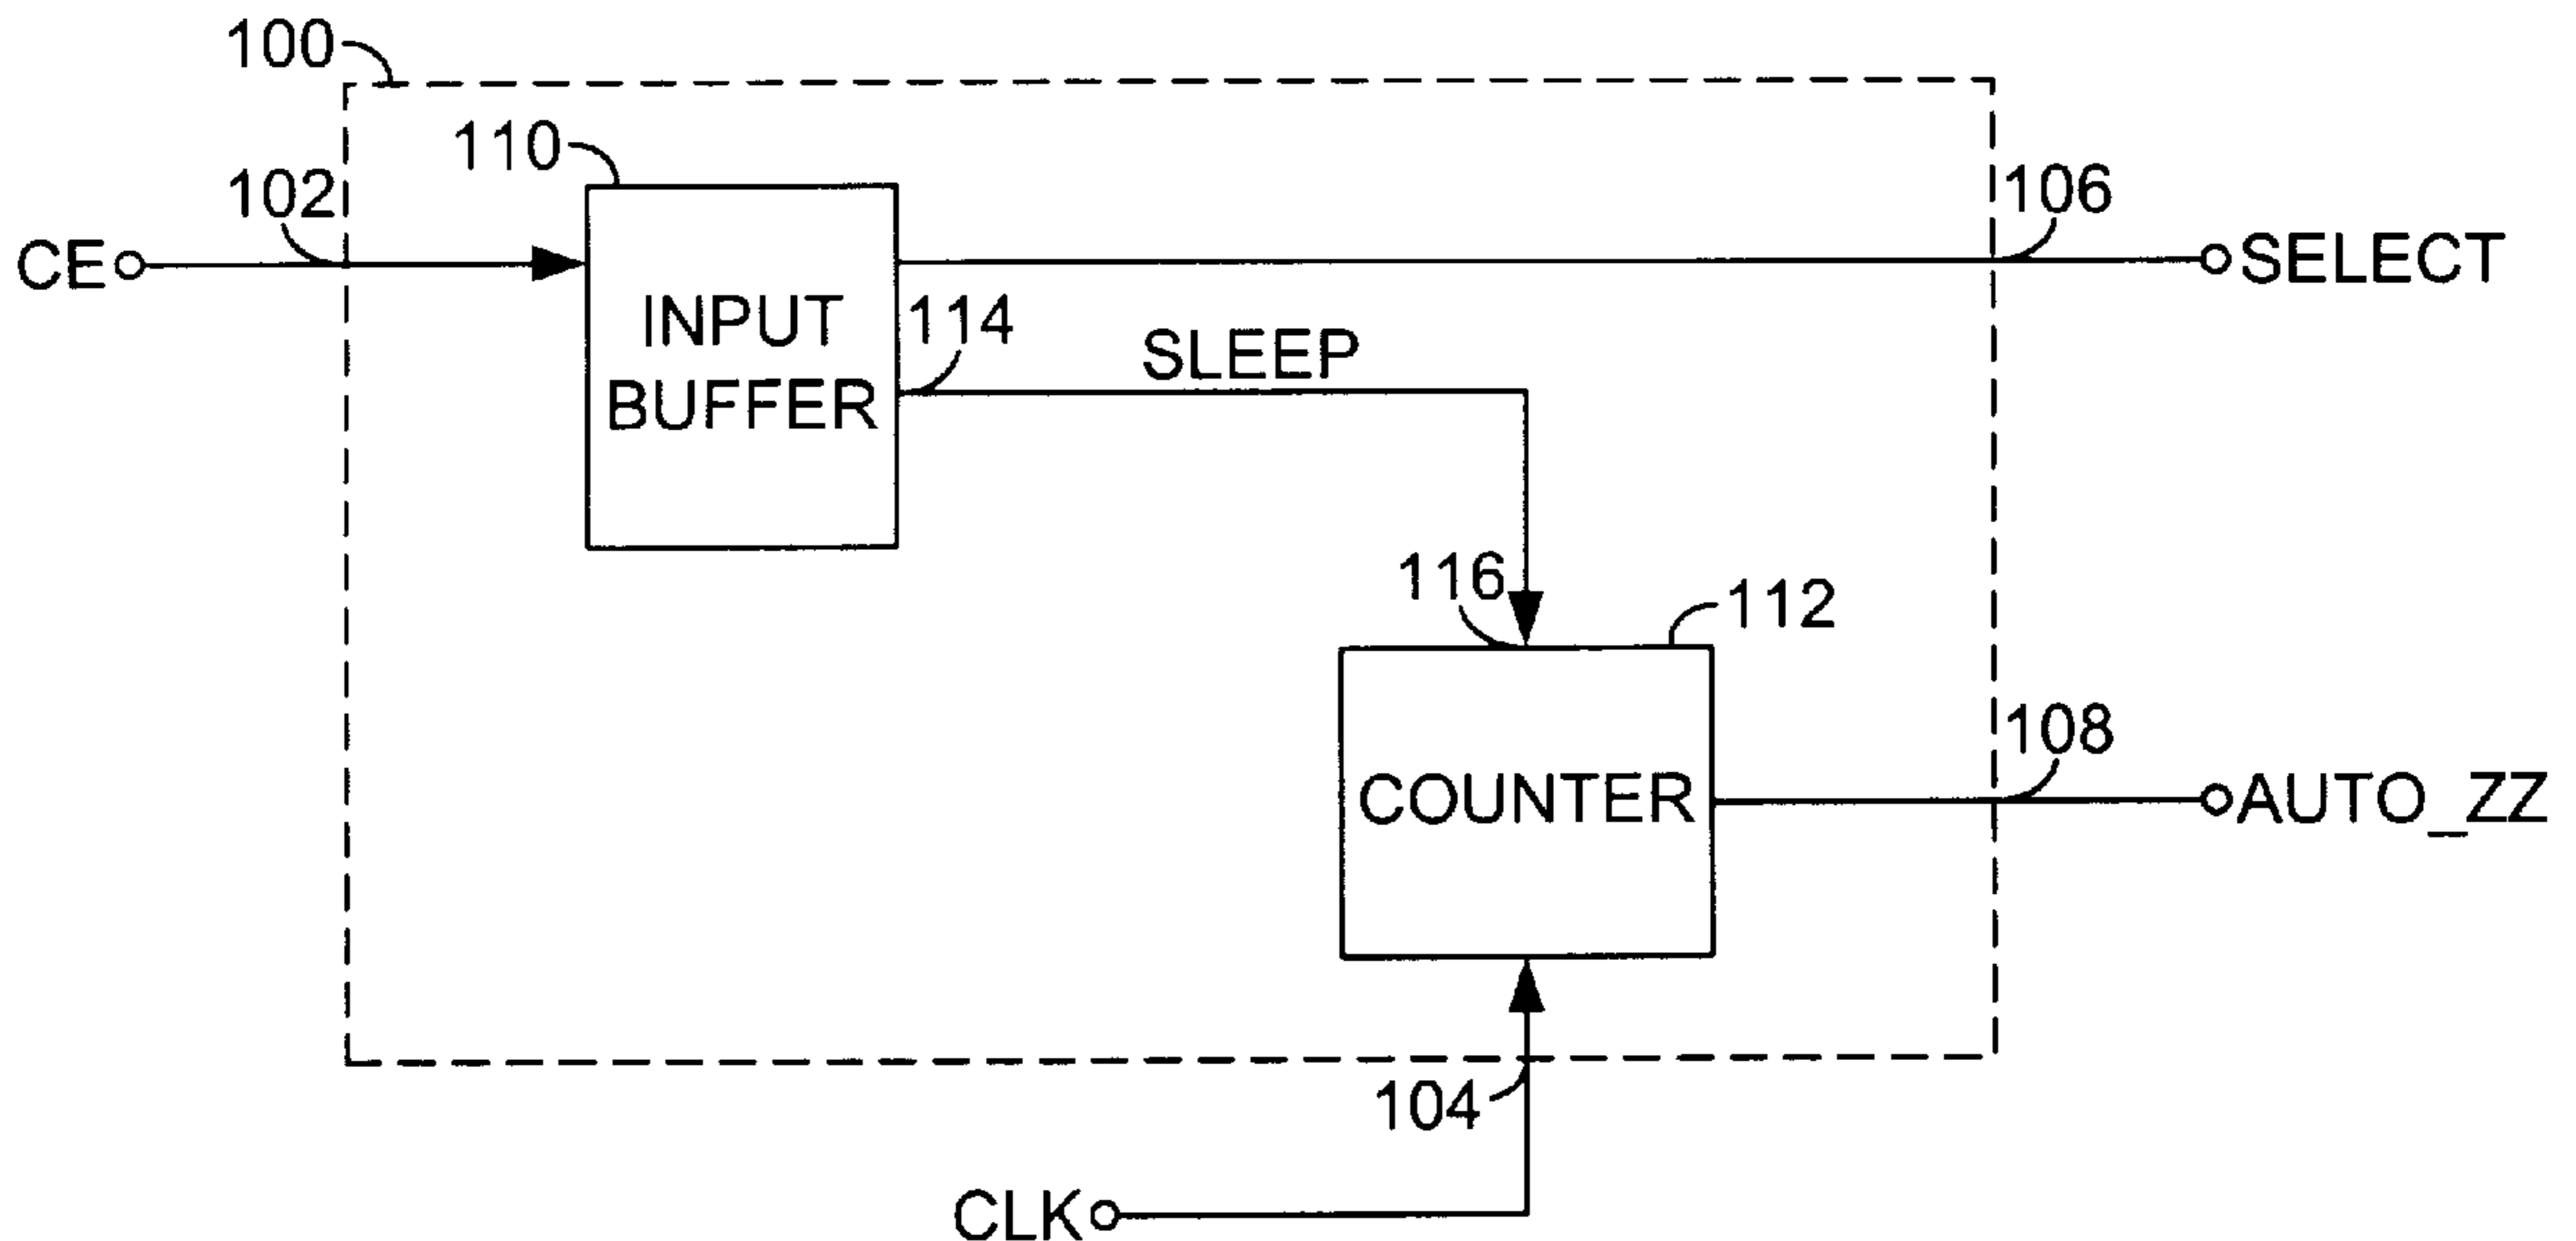 100
110
102
106
CE
SELECT
INPUT
BUFFER
114
SLEEP
116
112
108
COUNTER
AUTO_ZZ
104
CLK